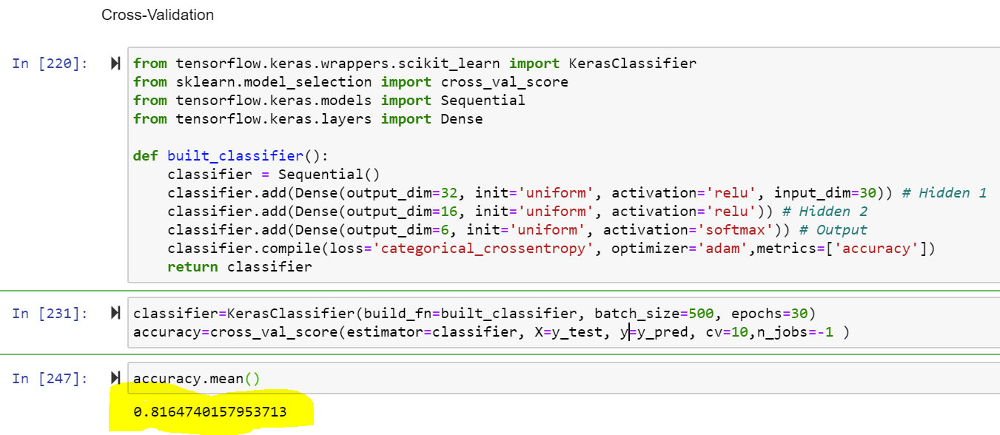 Cross-Validation
In [220]:
from tensorflow.keras.wrappers.scikit_learn import KerasClassifier
from sklearn.model_selection import cross_val_score
from tensorflow.keras.models import Sequential
from tensorflow.keras.layers import Dense
def built_classifier():
classifier = Sequential()
classifier.add(Dense(output_dim=32, init='uniform', activation='relu', input_dim=30)) # Hidden 1
classifier.add(Dense(output_dim=16, init='uniform', activation='relu')) # Hidden 2
classifier.add(Dense(output_dim=6, init='uniform', activation='softmax')) # Output
classifier.compile(loss='categorical_crossentropy', optimizer='adam',metrics=['accuracy'])
return classifier
In [231]:
classifier=KerasClassifier(build_fn=built_classifier, batch_size=500, epochs=30)
accuracy=cross_val_score(estimator=classifier, X=y_test, y=y_pred, cv=10,n_jobs=-1 )
In [247]:
accuracy.mean()
0.8164740157953713